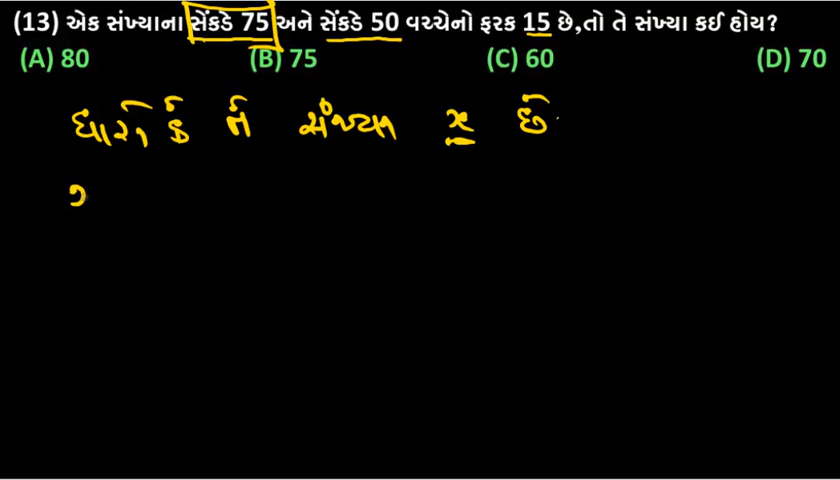 (13) એક સંખ્યાના સેંકડે 75 અને સેંકડે 50 વચ્ચેનો ફરક 15 છે,તો તે સંખ્યા કઈ હોય?
(A) 80 (B) 75 (C) 60 (D) 70
ધારો કે તે સંખ્યા x છે